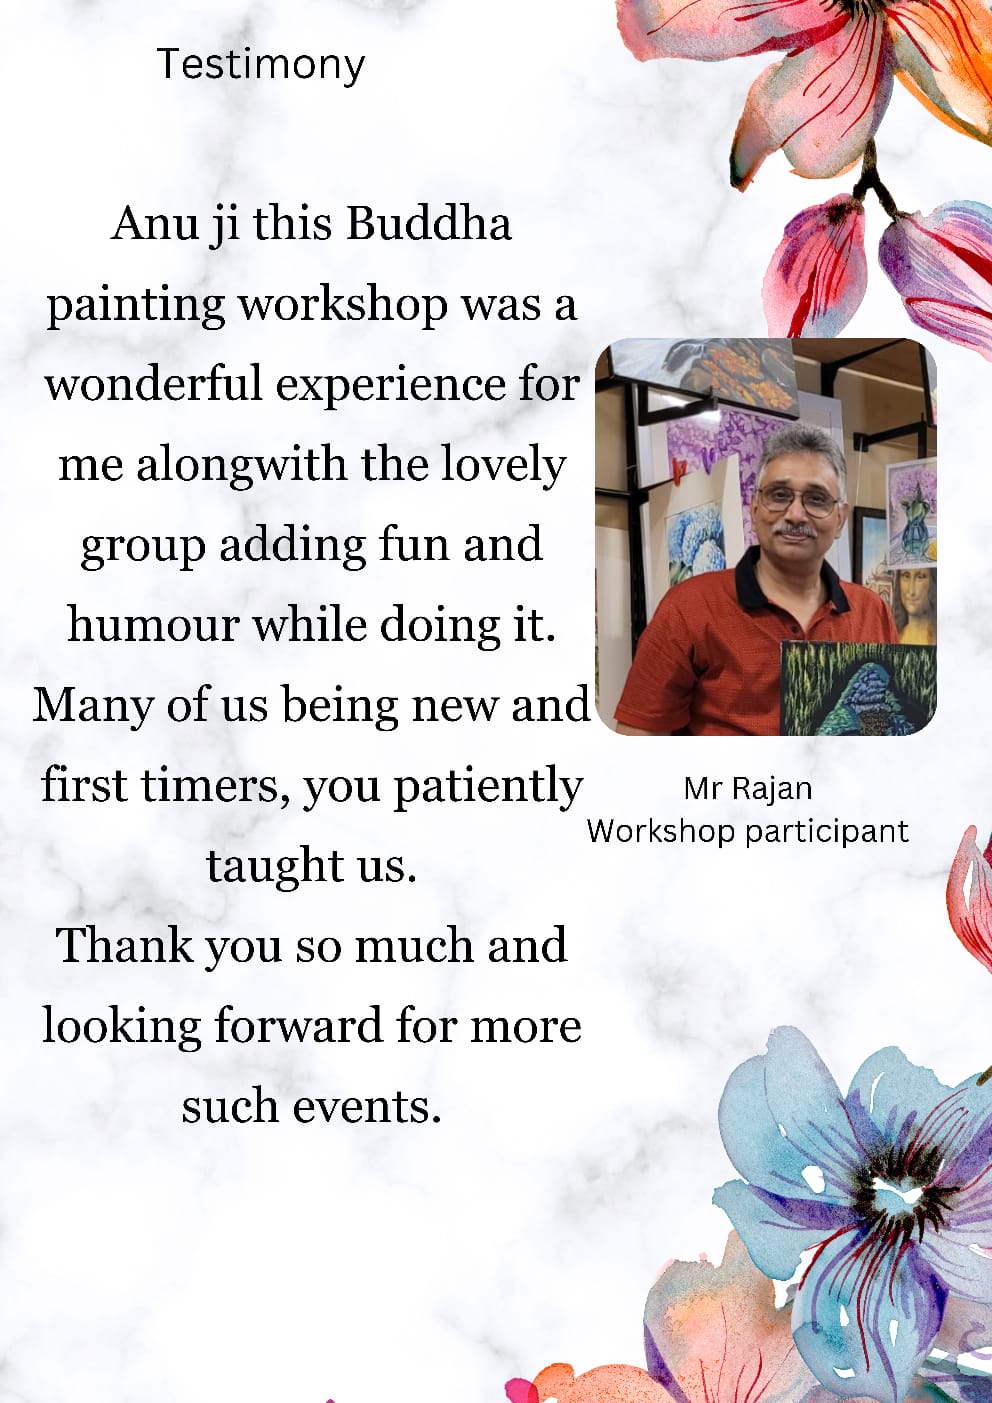 Testimony
Anu ji this Buddha
painting workshop was a
wonderful experience for
me alongwith the lovely
group adding fun and
humour while doing it.
Many of us being new and
first timers, you patiently
taught us.
Thank you so much and
looking forward for more
such events.
Mr Rajan
Workshop participant